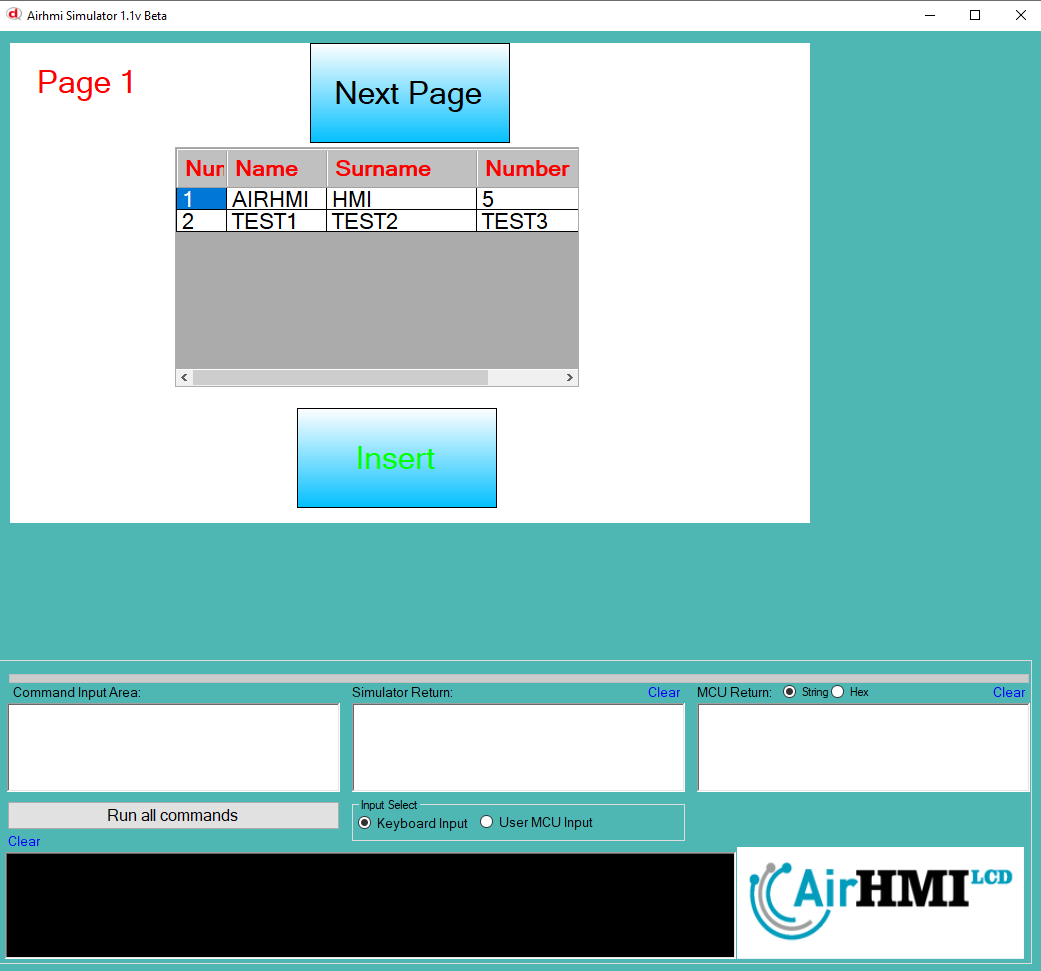 Airhmi Simulator 1.1v Beta
Page 1
Next Page
Nur Name Surname Number
1 AIRHMI HMI 5
2 TEST1 TEST2 TEST3
Insert
Command Input Area: Simulator Return: Clear MCU Return: String Hex Clear
Run all commands
Input Select
Keyboard Input User MCU Input
Clear
AirHMI LCD